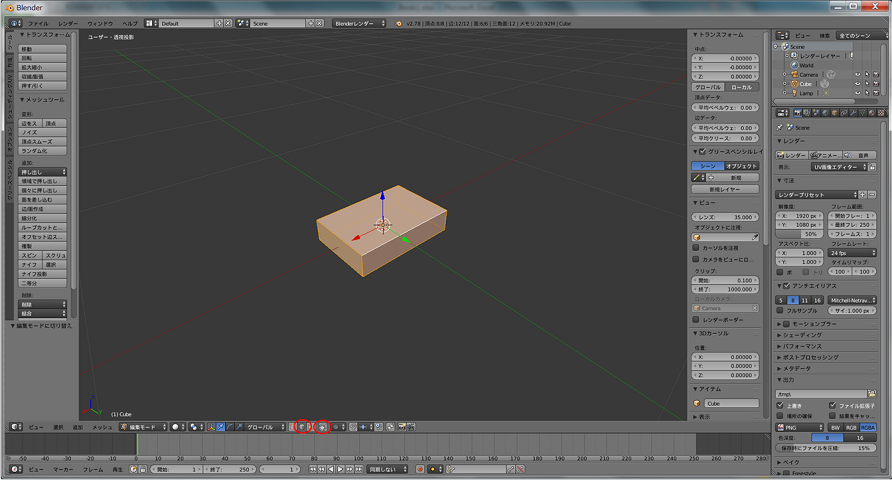 Blender
ファイル レンダー ウィンドウ ヘルプ Default Scene Blenderレンダー v2.78 | 頂点:8/8 | 辺:12/12 | 面:6/6 | 三角面:12 | メモリ:20.92M | Cube
ユーザー・透視投影
トランスフォーム
移動
回転
拡大縮小
収縮/膨張
押す/引く
メッシュツール
変形:
辺をス 頂点
ノイズ
頂点スムーズ
ランダム化
追加:
押し出し
領域で押し出し
個々に押し出し
面を差し込む
辺/面作成
細分化
ループカットと
オフセット辺ス
複製
スピン スクリュ
ナイフ 選択
ナイフ投影
二等分
削除:
削除
結合
編集モードに切り替え
(1) Cube
トランスフォーム
中点:
X: -0.00000
Y: -0.00000
Z: 0.00000
グローバル ローカル
頂点データ:
平均ベベルウェ: 0.00
辺データ:
平均ベベルウェ: 0.00
平均クリース: 0.00
グリースペンシルレイ
シーン オブジェクト
新規
新規レイヤー
ビュー
レンズ: 35.000
オブジェクトに注視:
カーソルを注視
カメラをビューにロ
クリップ:
開始: 0.100
終了: 1000.000
ローカルカメラ:
Camera
レンダーボーダー
3Dカーソル
位置:
X: 0.00000
Y: 0.00000
Z: 0.00000
アイテム
Cube
表示
ビュー 検索 全てのシーン
Scene
レンダーレイヤー
World
Camera
Cube
Lamp
Scene
レンダー
レンダー アニメー 音声
表示: UV/画像エディター
寸法
レンダープリセット
解像度: フレーム範囲:
X: 1920 px 開始フレー: 1
Y: 1080 px 最終フレ: 250
50% フレームス: 1
アスペクト比: フレームレート:
X: 1.000 24 fps
Y: 1.000 タイムリマップ:
ボ トリ 100 100
アンチエイリアス
5 8 11 16 Mitchell-Netrav
フルサンプル サイ: 1.000 px
モーションブラー
シェーディング
パフォーマンス
ポストプロセッシング
メタデータ
出力
/tmp\
上書き ファイル拡張子
場所の確保 結果をキャッ
PNG BW RGB RGBA
色深度: 8 16
保存時にファイルを圧縮: 15%
ベイク
Freestyle
ビュー 選択 追加 メッシュ 編集モード グローバル
-50 -40 -30 -20 -10 0 10 20 30 40 50 60 70 80 90 100 110 120 130 140 150 160 170 180 190 200 210 220 230 240 250 260 270 280
ビュー マーカー フレーム 再生 開始: 1 終了: 250 1 同期しない